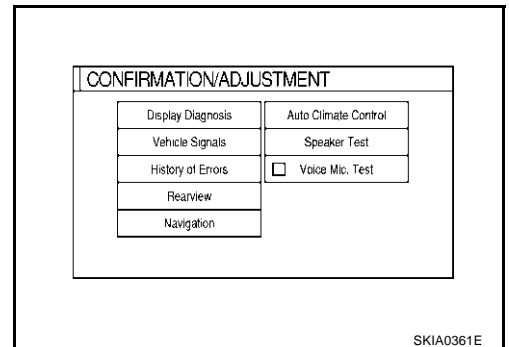 CONFIRMATION/ADJUSTMENT
Display Diagnosis
Auto Climate Control
Vehicle Signals
Speaker Test
History of Errors
Voice Mic. Test
Rearview
Navigation
SKIA0361E